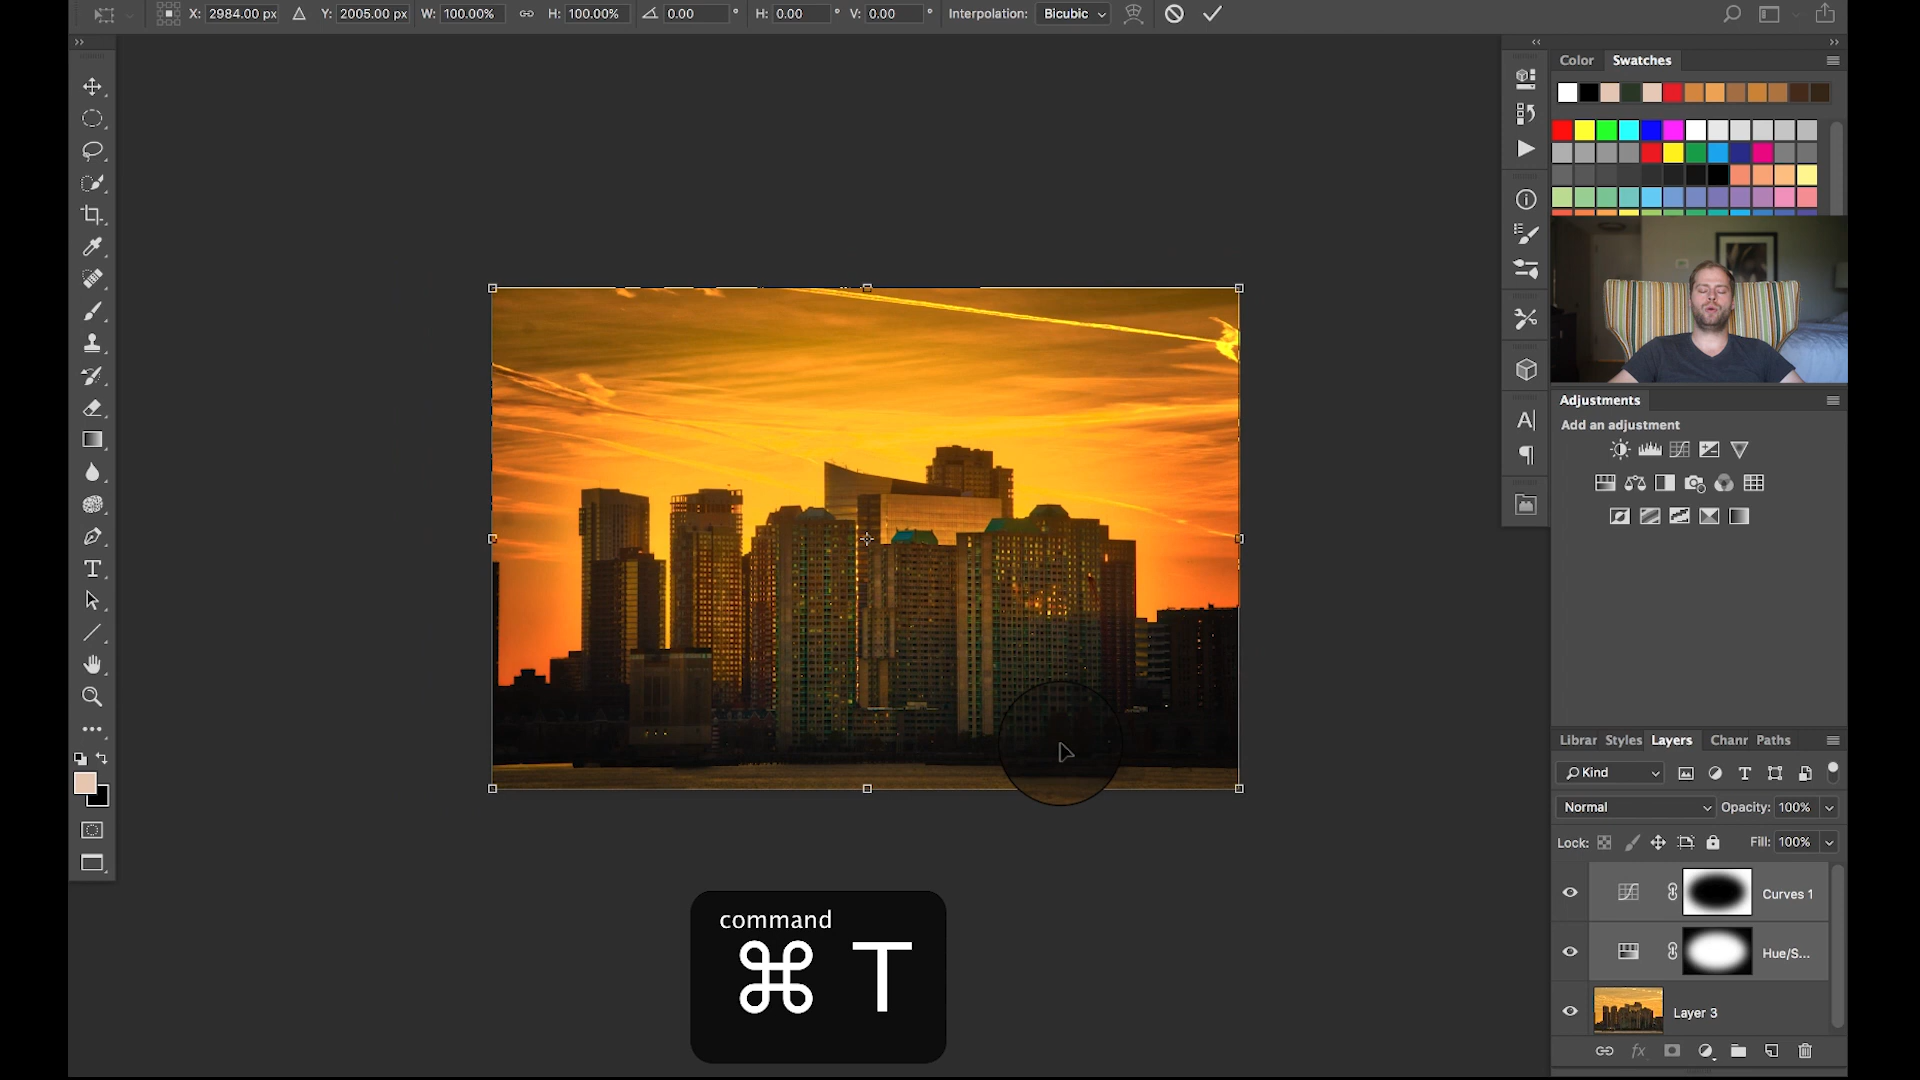 X: 2984.00 px Y: 2005.00 px W: 100.00% H: 100.00% 0.00 ° H: 0.00 ° V: 0.00 ° Interpolation: Bicubic
Color Swatches
Adjustments
Add an adjustment
Librar Styles Layers Chanr Paths
Kind
Normal Opacity: 100%
Lock: Fill: 100%
Curves 1
Hue/S...
Layer 3
command
⌘ T